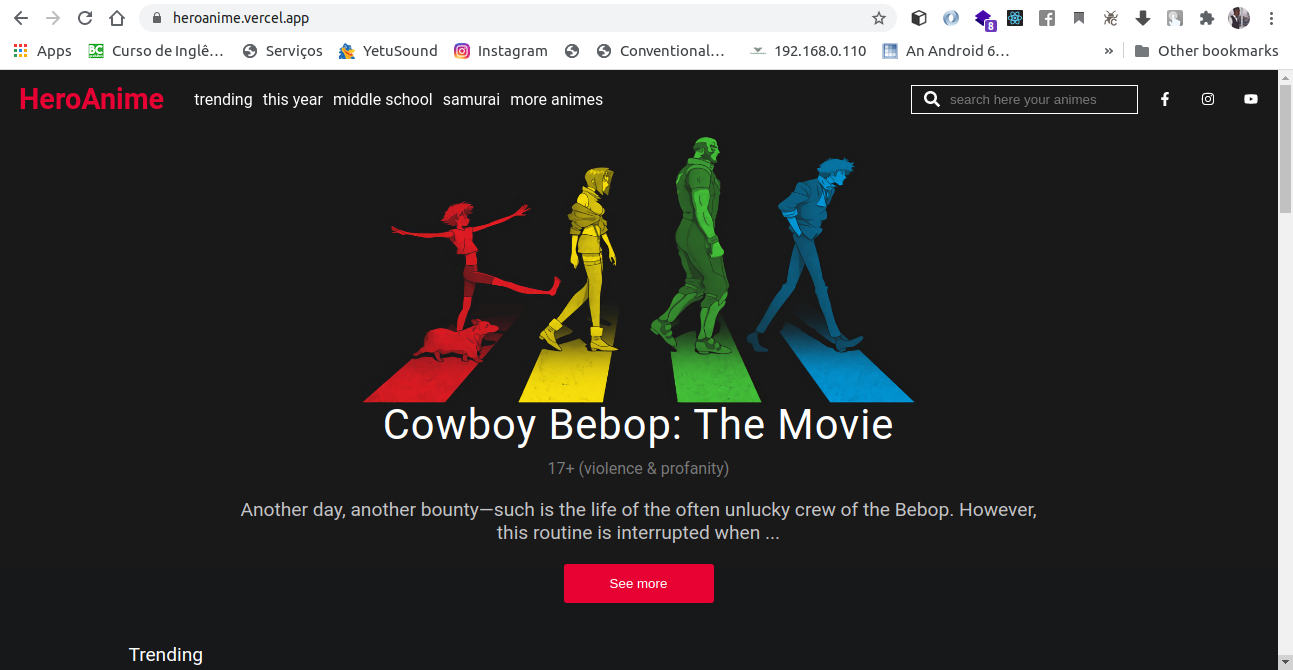 heroanime.vercel.app
8
Apps BC Curso de Inglê... Serviços YetuSound Instagram Conventional... 192.168.0.110 An Android 6... » Other bookmarks
HeroAnime trending this year middle school samurai more animes search here your animes
Cowboy Bebop: The Movie
17+ (violence & profanity)
Another day, another bounty—such is the life of the often unlucky crew of the Bebop. However,
this routine is interrupted when ...
See more
Trending